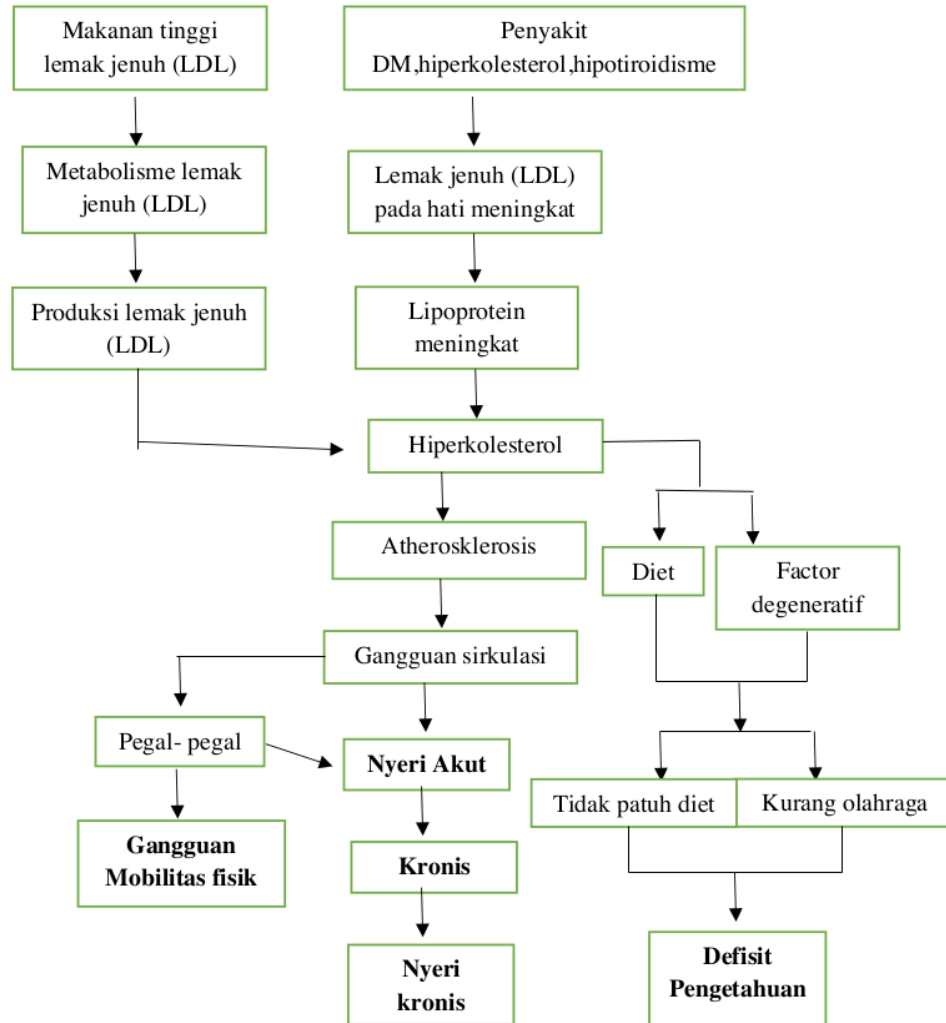 Makanan tinggi
lemak jenuh (LDL)
Penyakit
DM,hiperkolesterol,hipotiroidisme
Metabolisme lemak
jenuh (LDL)
Lemak jenuh (LDL)
pada hati meningkat
Produksi lemak jenuh
(LDL)
Lipoprotein
meningkat
Hiperkolesterol
Atherosklerosis
Diet
Factor
degeneratif
Gangguan sirkulasi
Pegal- pegal
Nyeri Akut
Tidak patuh diet
Kurang olahraga
Gangguan
Mobilitas fisik
Kronis
Nyeri
kronis
Defisit
Pengetahuan